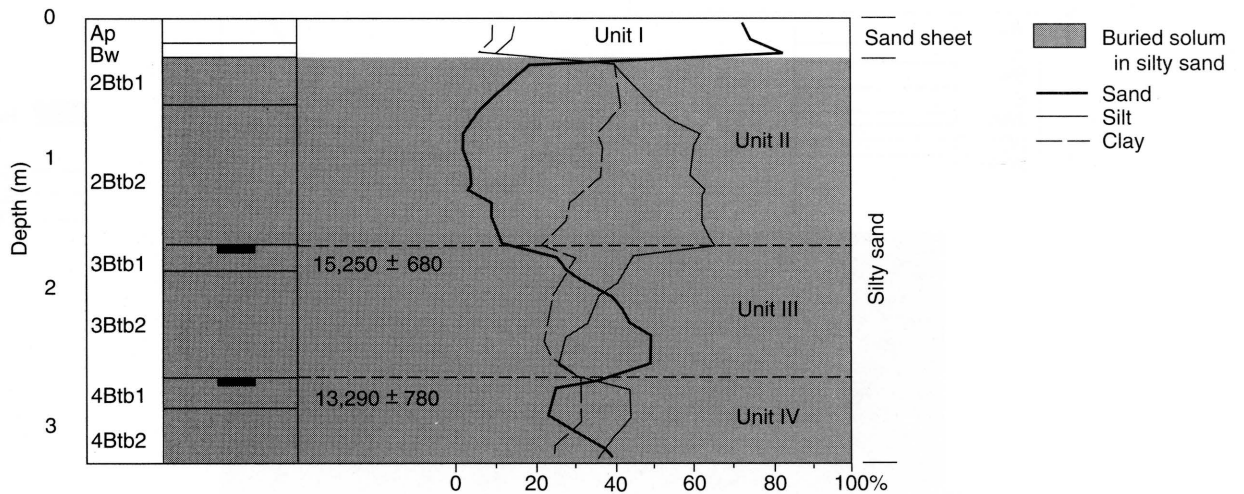 0
Ap
Bw
2Btb1
1
2Btb2
3Btb1
2
3Btb2
4Btb1
3
4Btb2
Depth (m)
Unit I
Unit II
15,250 ± 680
Unit III
13,290 ± 780
Unit IV
0 20 40 60 80 100%
Sand sheet
Silty sand
Buried solum
in silty sand
Sand
Silt
Clay